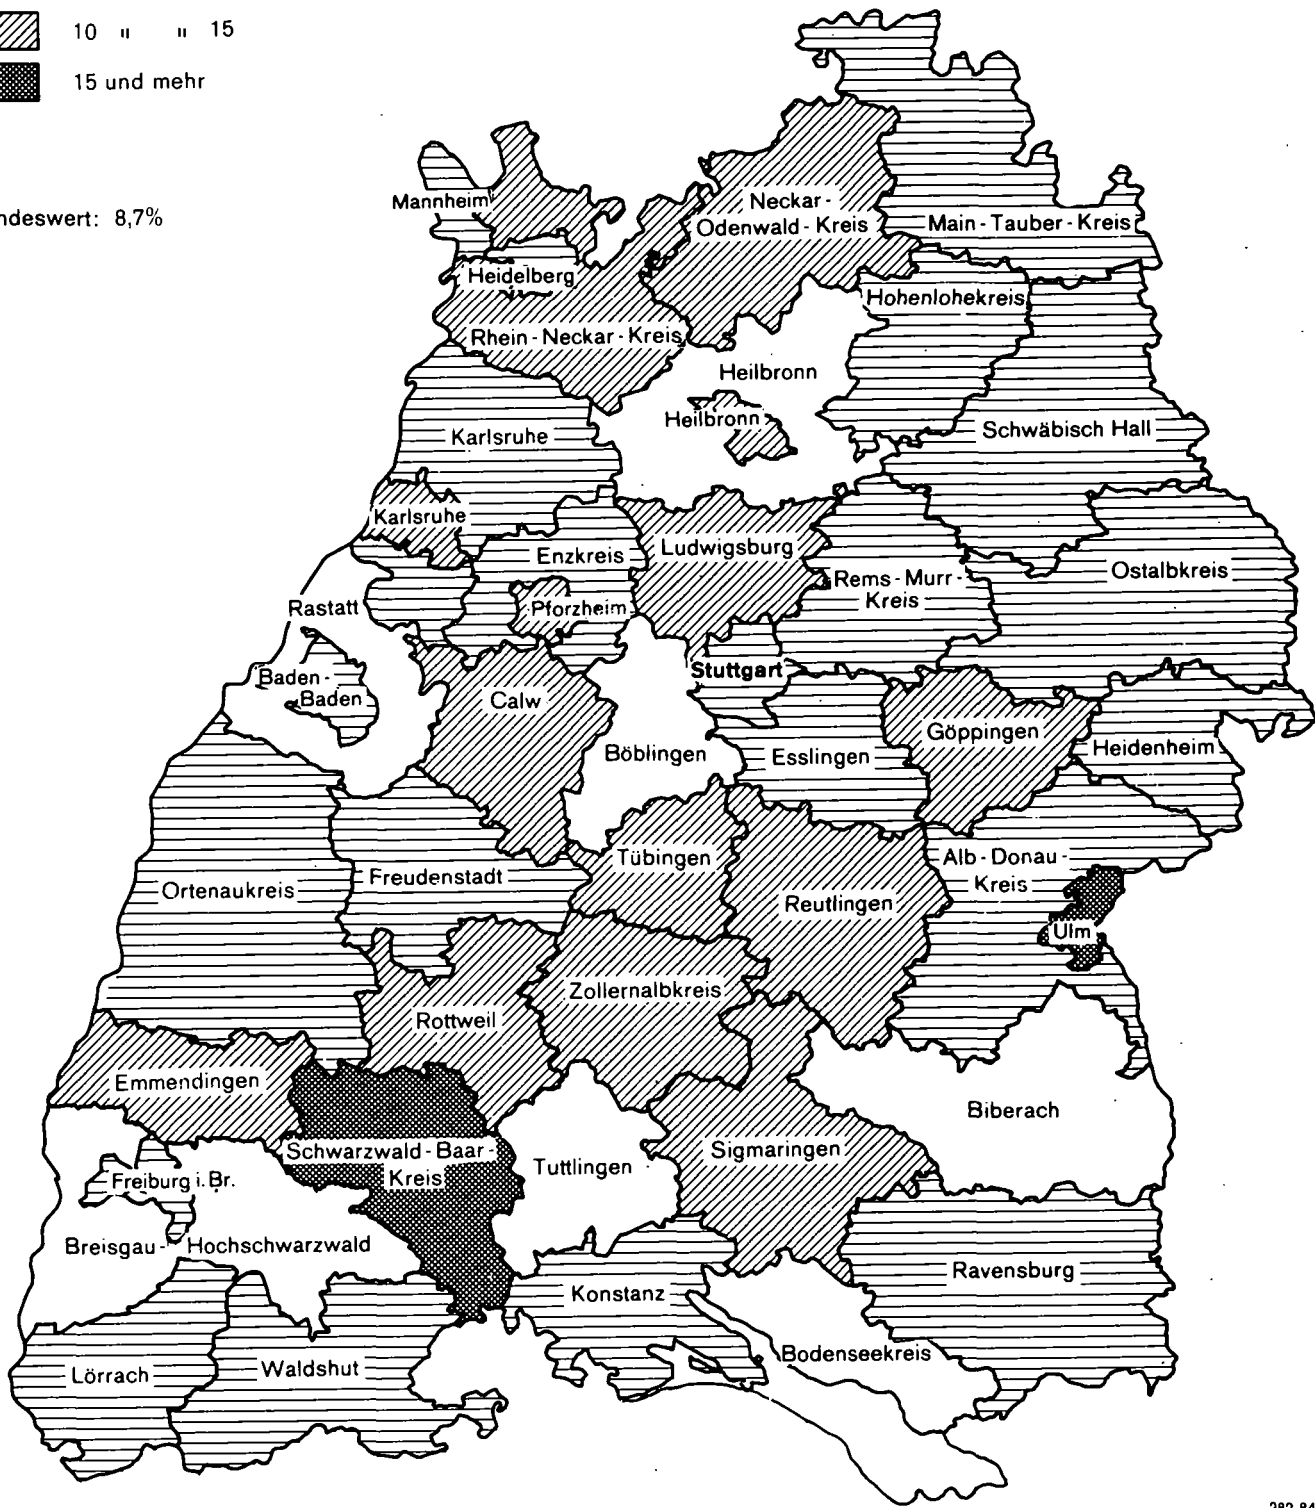 10 " " 15
15 und mehr
ndeswert: 8,7%
Mannheim
Neckar-
Odenwald-Kreis
Main-Tauber-Kreis
Heidelberg
Hohenlohekreis
Rhein-Neckar-Kreis
Heilbronn
Heilbronn
Karlsruhe
Schwäbisch Hall
Karlsruhe
Enzkreis
Ludwigsburg
Rems-Murr-
Kreis
Ostalbkreis
Rastatt
Pforzheim
Baden-
Baden
Stuttgart
Calw
Göppingen
Böblingen
Esslingen
Heidenheim
Tübingen
Alb-Donau-
Kreis
Ortenaukreis
Freudenstadt
Reutlingen
Ulm
Zollernalbkreis
Rottweil
Emmendingen
Biberach
Schwarzwald-Baar-
Kreis
Sigmaringen
Tuttlingen
Freiburg i. Br.
Breisgau-Hochschwarzwald
Ravensburg
Konstanz
Bodenseekreis
Lörrach
Waldshut